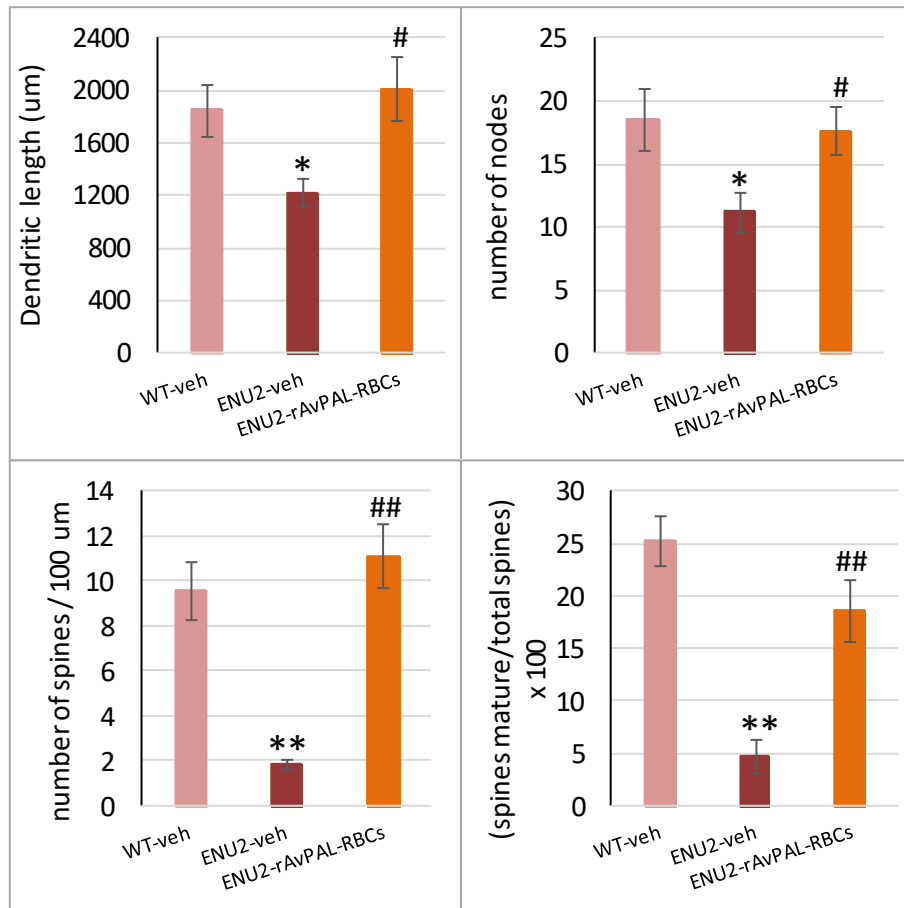 Dendritic length (um)
2400
2000
1600
1200
800
400
0
*
#
WT-veh
ENU2-veh
ENU2-rAvPAL-RBCs
number of nodes
25
20
15
10
5
0
*
#
WT-veh
ENU2-veh
ENU2-rAvPAL-RBCs
number of spines / 100 um
14
12
10
8
6
4
2
0
**
##
WT-veh
ENU2-veh
ENU2-rAvPAL-RBCs
(spines mature/total spines)
x 100
30
25
20
15
10
5
0
**
##
WT-veh
ENU2-veh
ENU2-rAvPAL-RBCs